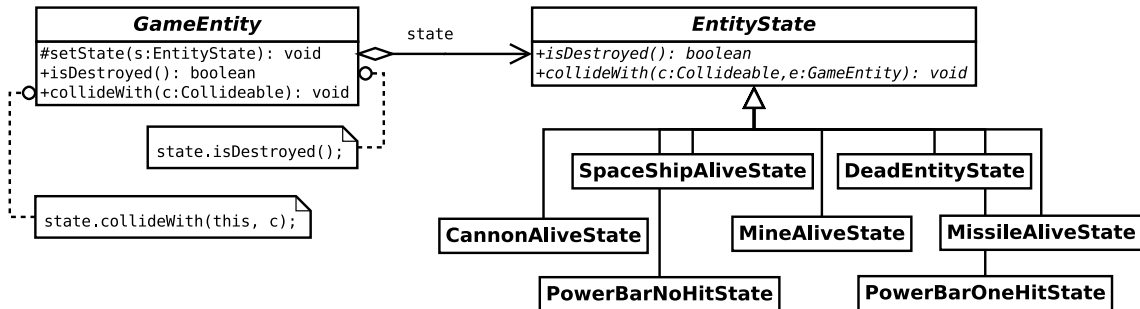 GameEntity
#setState(s:EntityState): void
+isDestroyed(): boolean
+collideWith(c:Collideable): void
state
EntityState
+isDestroyed(): boolean
+collideWith(c:Collideable,e:GameEntity): void
state.isDestroyed();
state.collideWith(this, c);
SpaceShipAliveState
DeadEntityState
CannonAliveState
MineAliveState
MissileAliveState
PowerBarNoHitState
PowerBarOneHitState